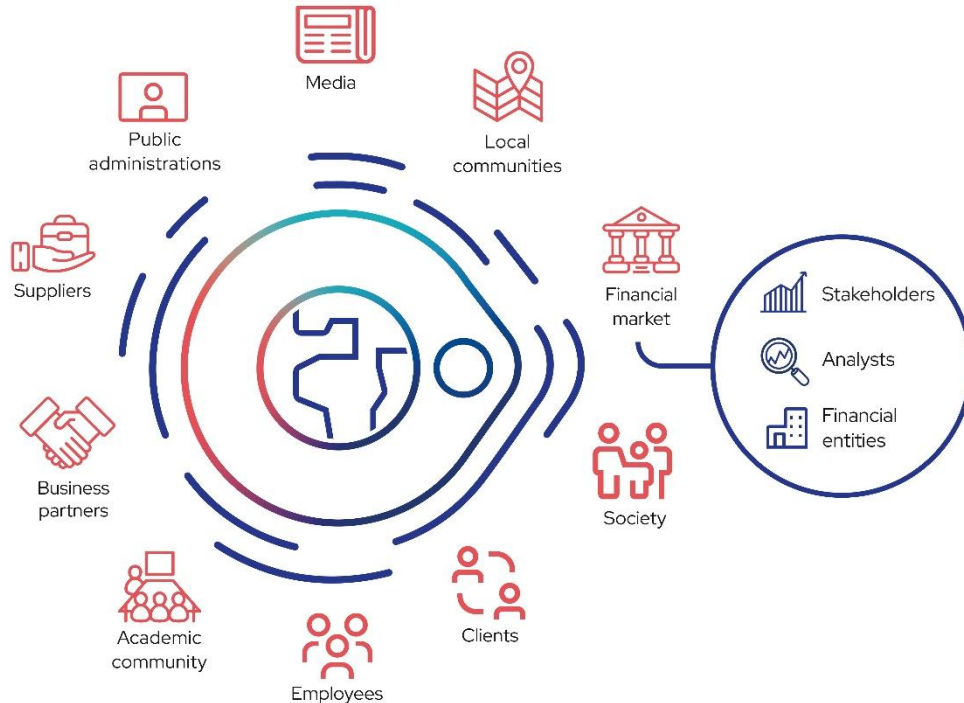 Media
Local
communities
Public
administrations
Suppliers
Financial
market
Stakeholders
Analysts
Financial
entities
Business
partners
Society
Academic
community
Employees
Clients